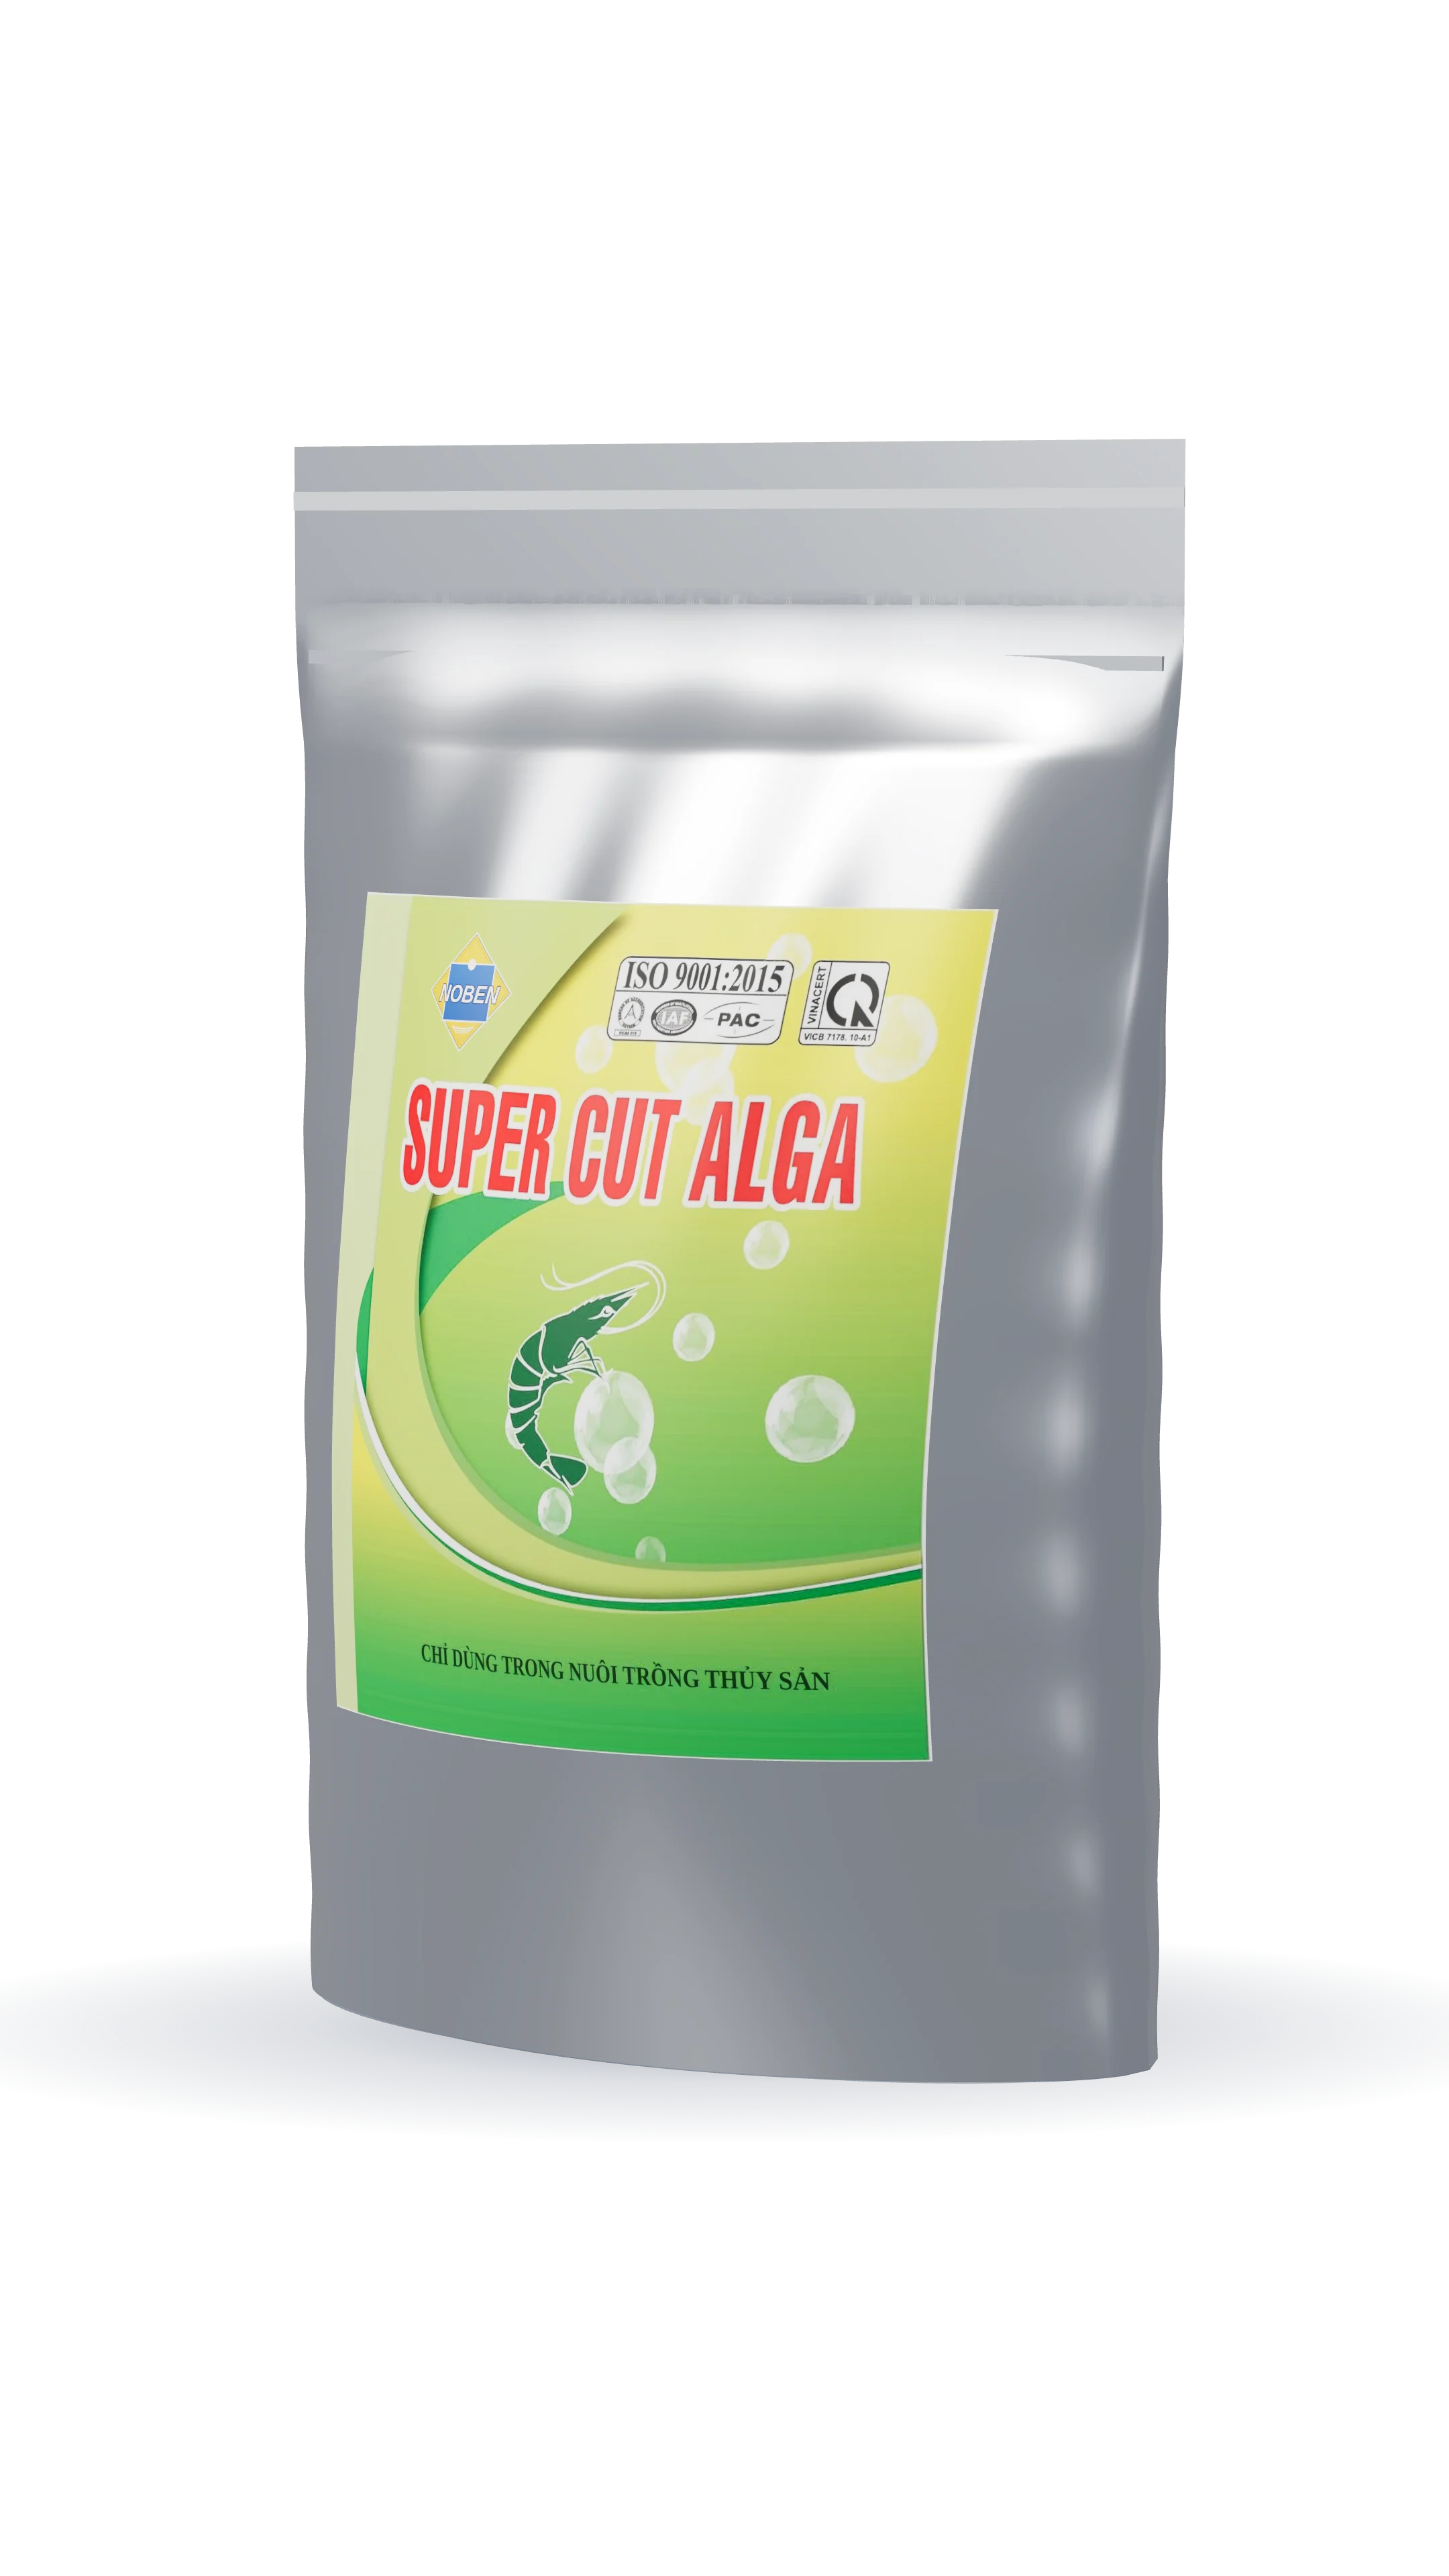 NOBEN
ISO 9001:2015
IAF
PAC
VINACERT
VICB 7178. 10-A1
SUPER CUT ALGA
CHỈ DÙNG TRONG NUÔI TRỒNG THỦY SẢN